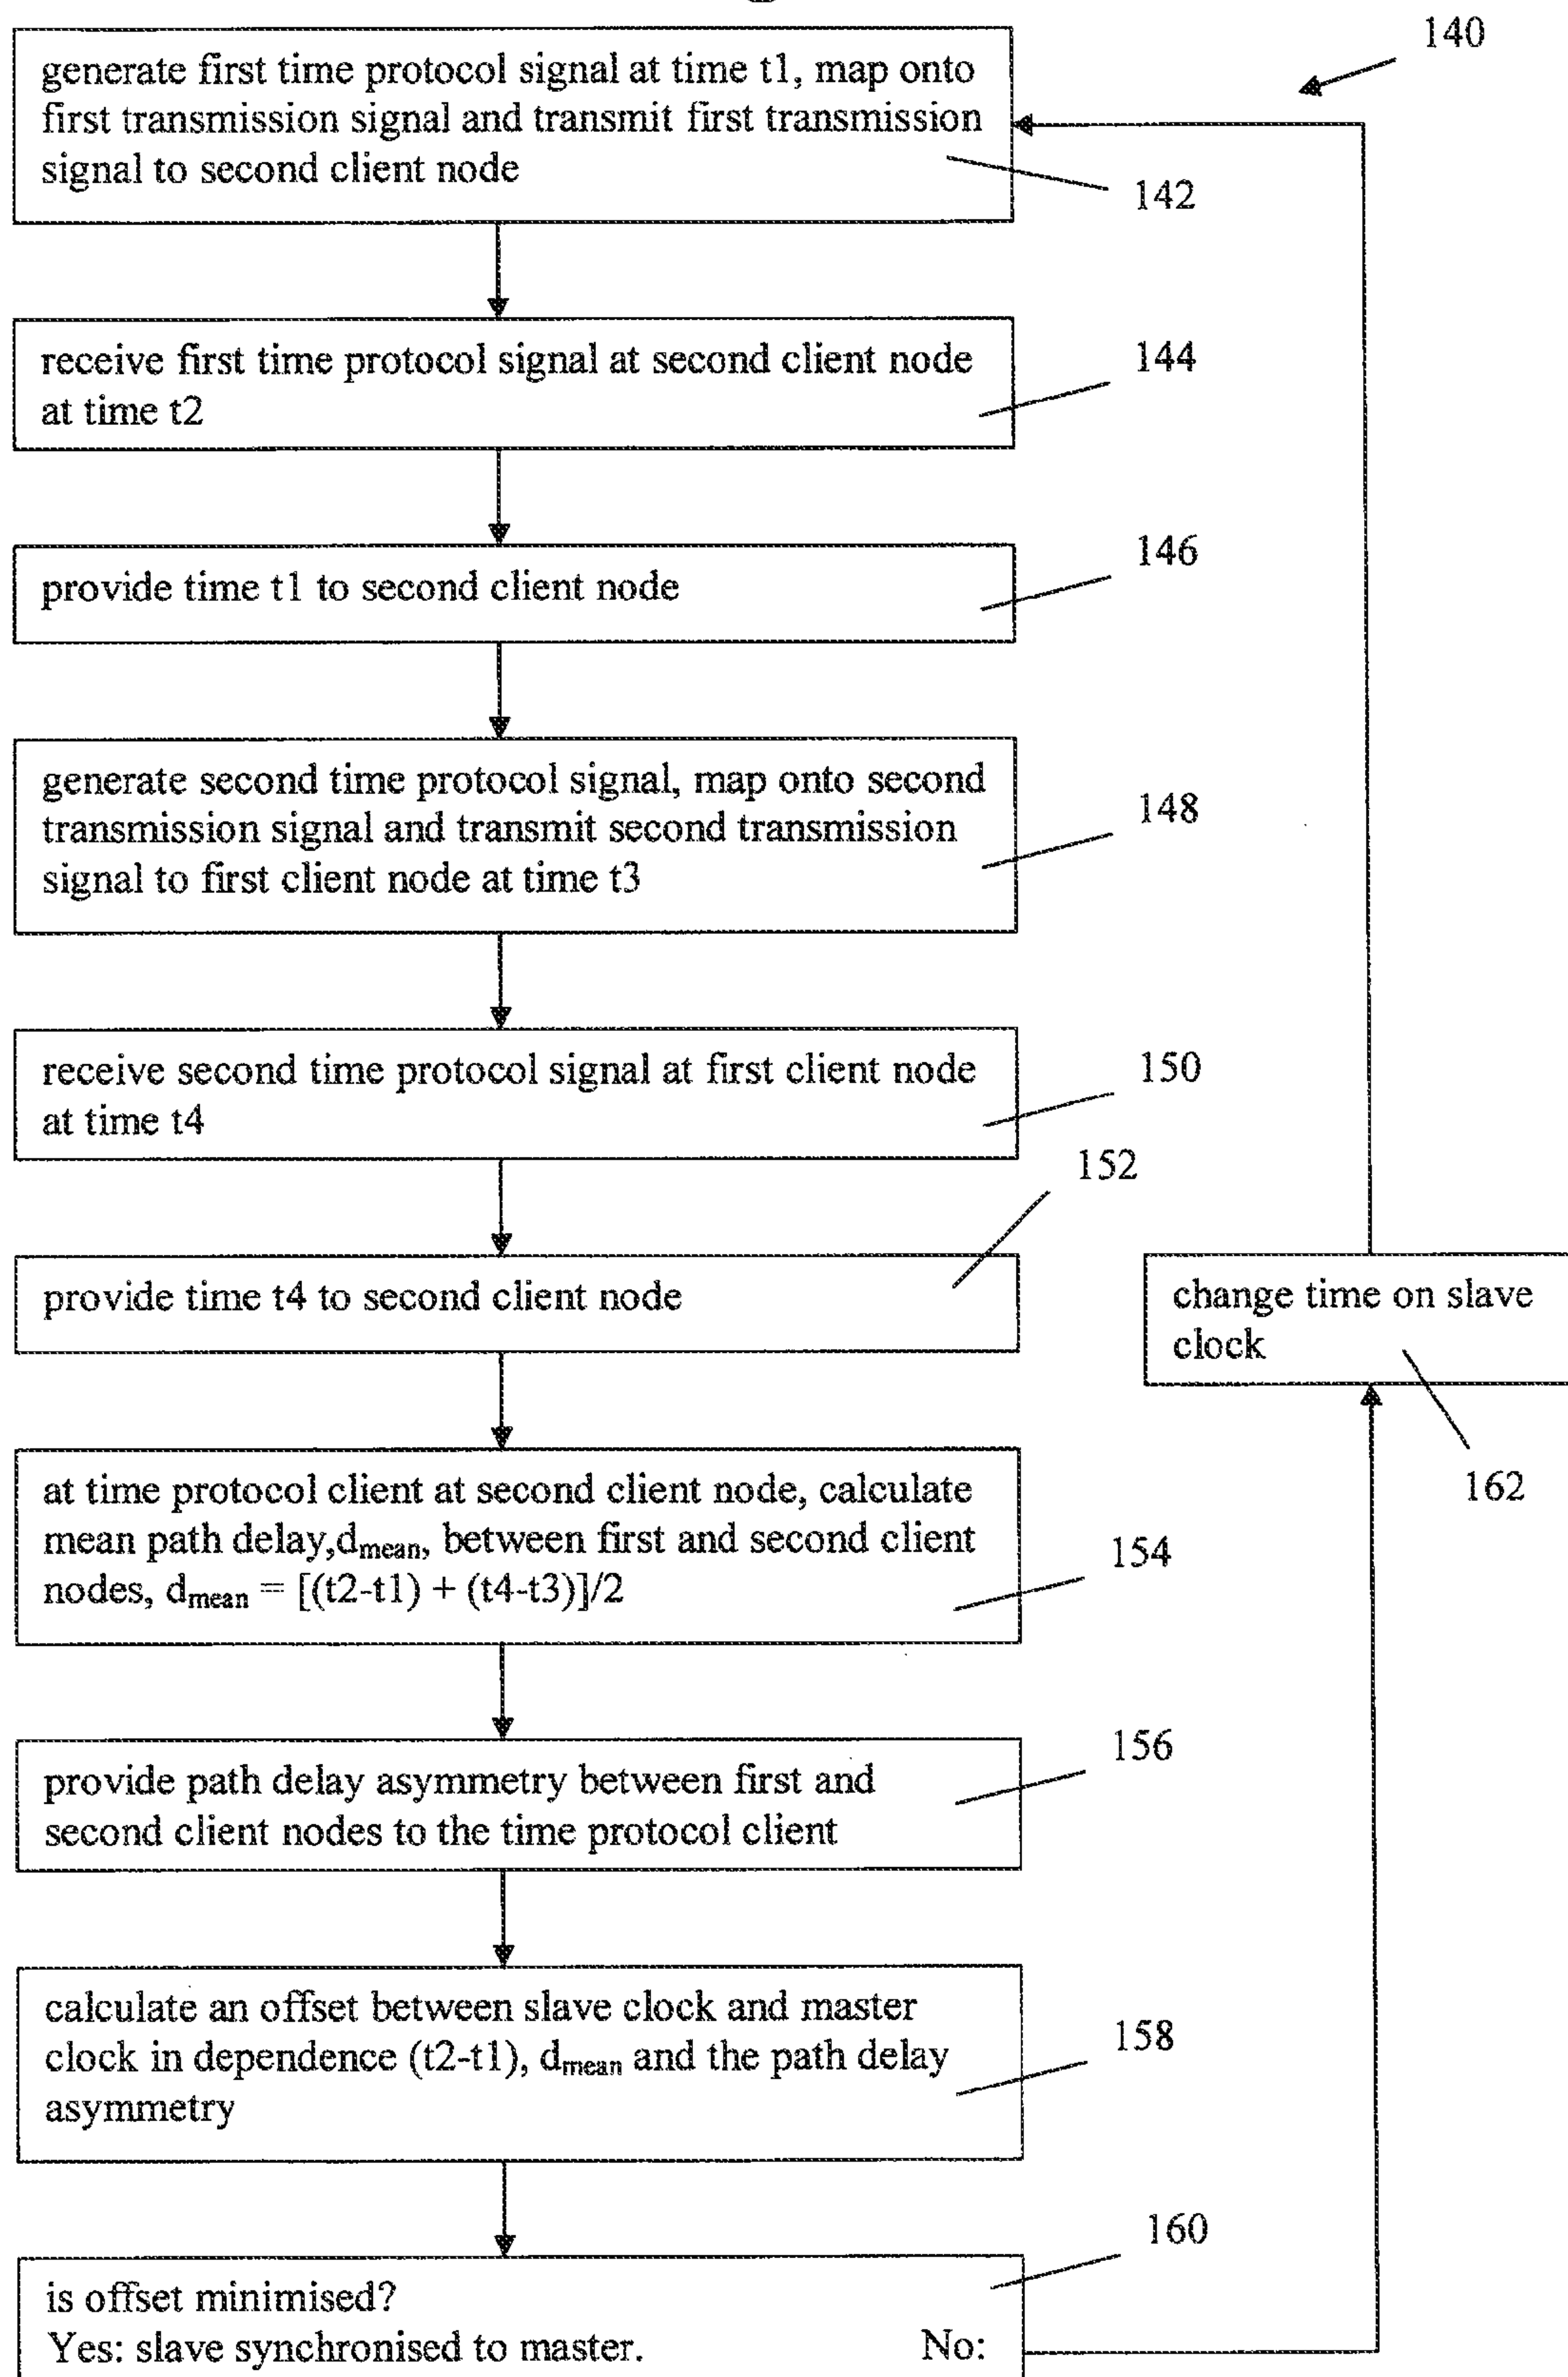 140
generate first time protocol signal at time t1, map onto
first transmission signal and transmit first transmission
signal to second client node
142
receive first time protocol signal at second client node
at time t2
144
provide time t1 to second client node
146
generate second time protocol signal, map onto second
transmission signal and transmit second transmission
signal to first client node at time t3
148
receive second time protocol signal at first client node
at time t4
150
152
provide time t4 to second client node
change time on slave
clock
162
at time protocol client at second client node, calculate
mean path delay,dmean, between first and second client
nodes, dmean = [(t2-t1) + (t4-t3)]/2
154
provide path delay asymmetry between first and
second client nodes to the time protocol client
156
calculate an offset between slave clock and master
clock in dependence (t2-t1), dmean and the path delay
asymmetry
158
160
is offset minimised?
Yes: slave synchronised to master. No: